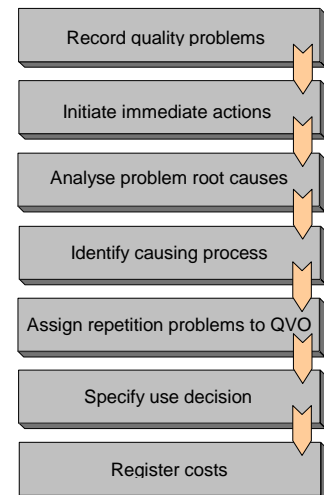 Record quality problems
Initiate immediate actions
Analyse problem root causes
Identify causing process
Assign repetition problems to QVO
Specify use decision
Register costs